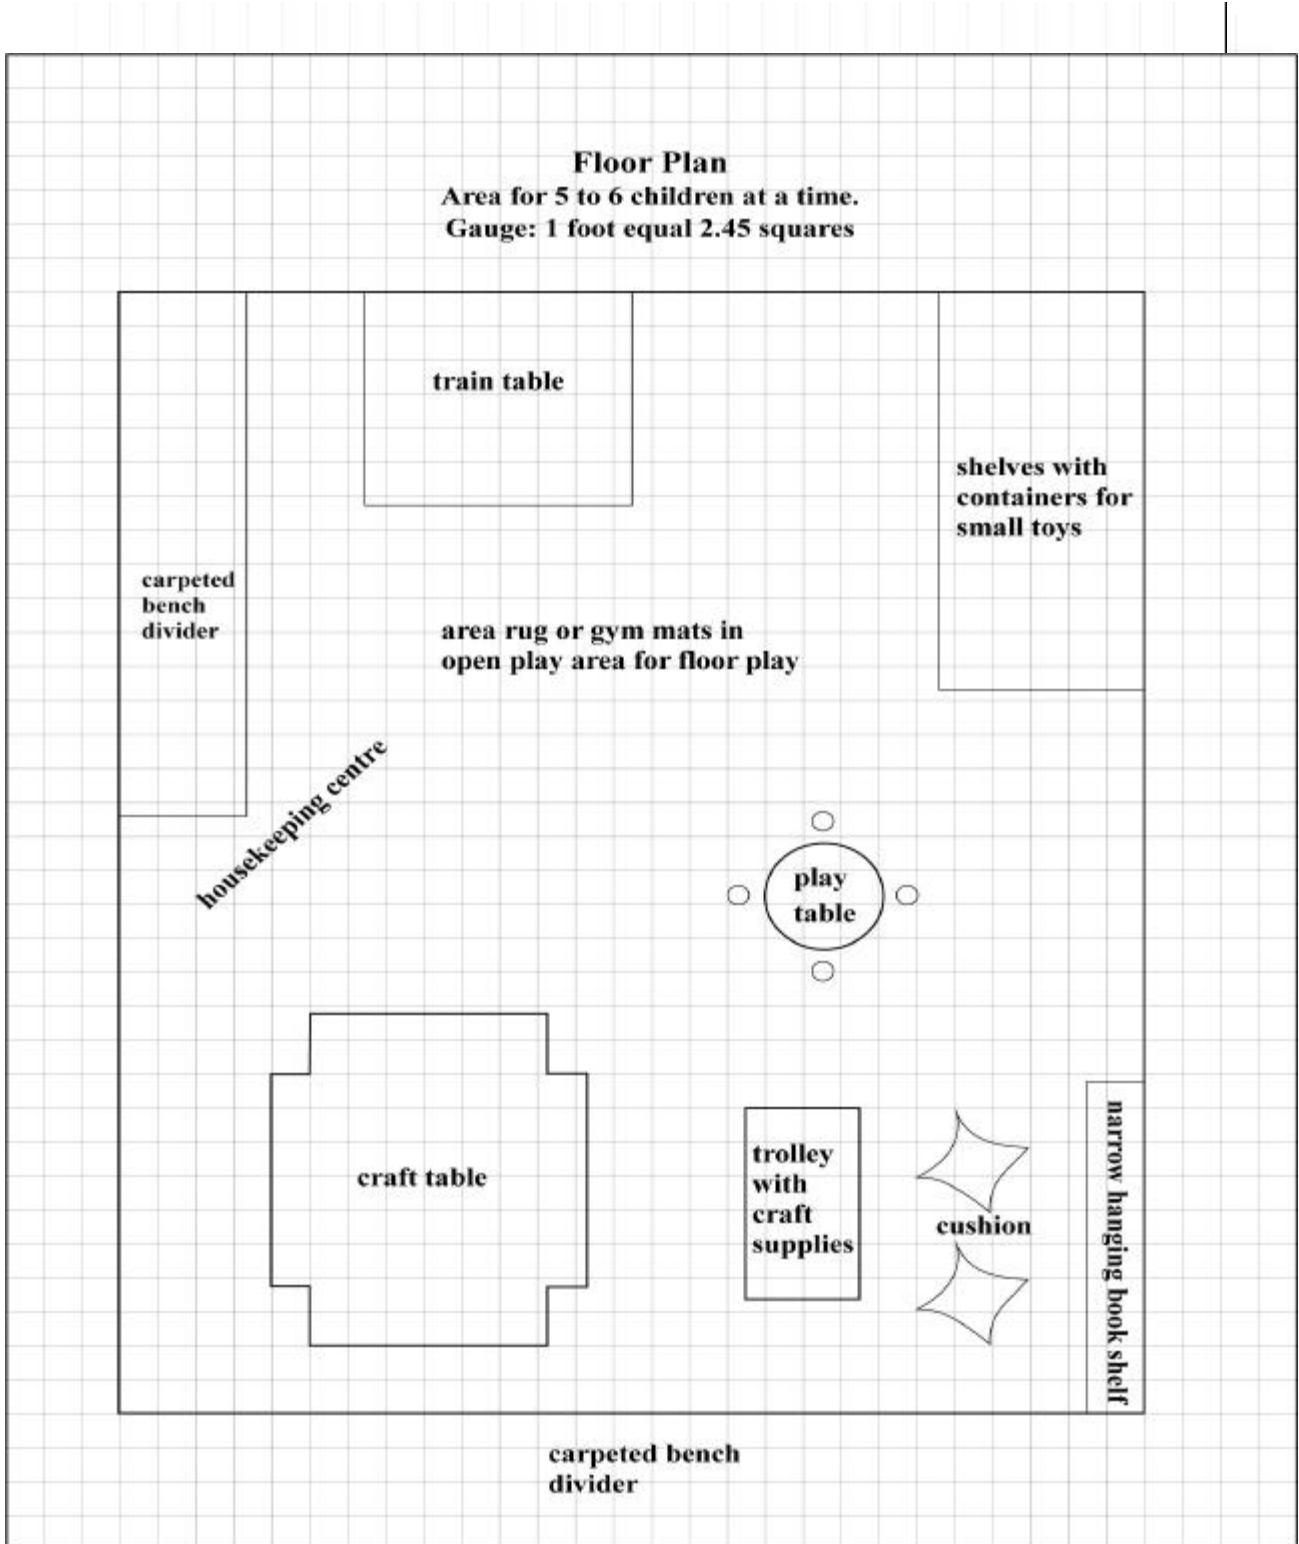 Floor Plan
Area for 5 to 6 children at a time.
Gauge: 1 foot equal 2.45 squares
train table
shelves with
containers for
small toys
carpeted
bench
divider
area rug or gym mats in
open play area for floor play
housekeeping centre
play
table
craft table
trolley
with
craft
supplies
cushion
narrow hanging book shelf
carpeted bench
divider